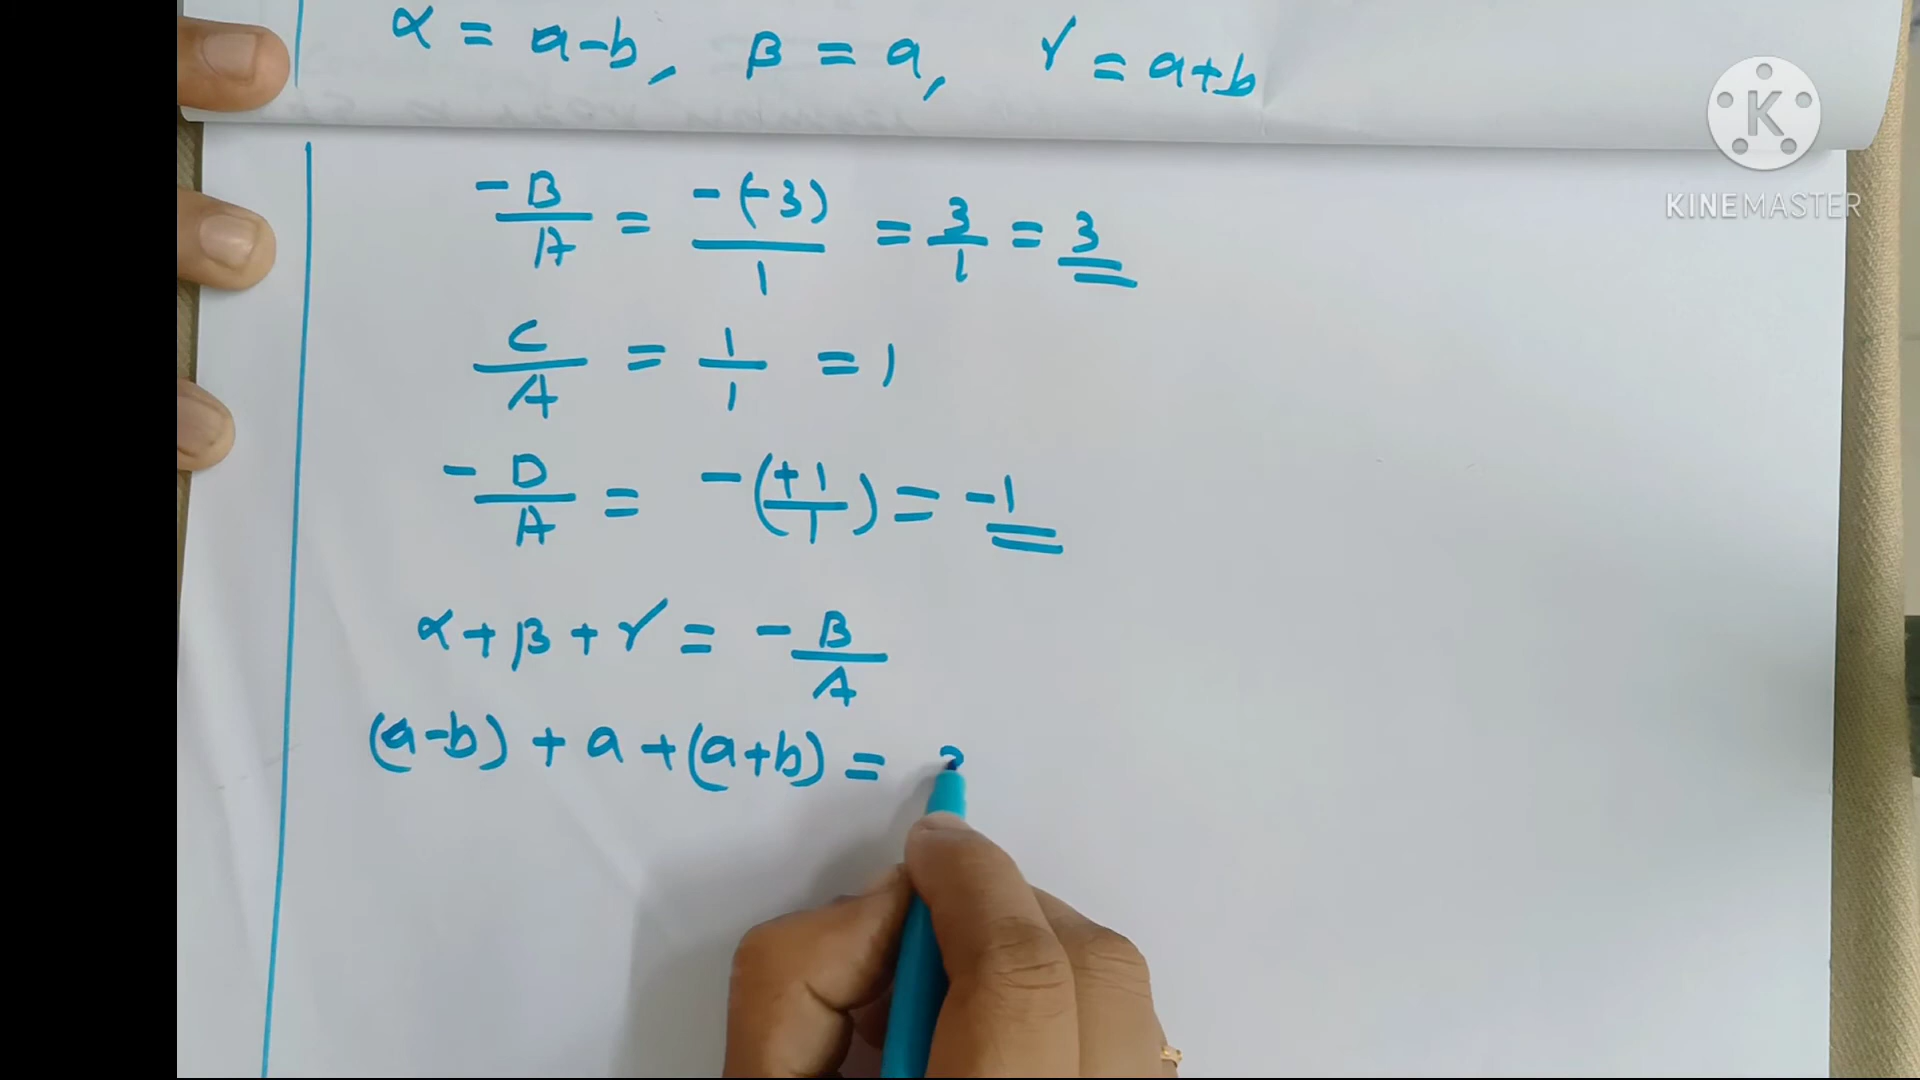 α = a-b, β = a, γ = a+b
K
KINEMASTER
-B/A = -(-3)/1 = 3/1 = 3
C/A = 1/1 = 1
-D/A = -(+1/1) = -1
α+β+γ = -B/A
(a-b) + a + (a+b) =